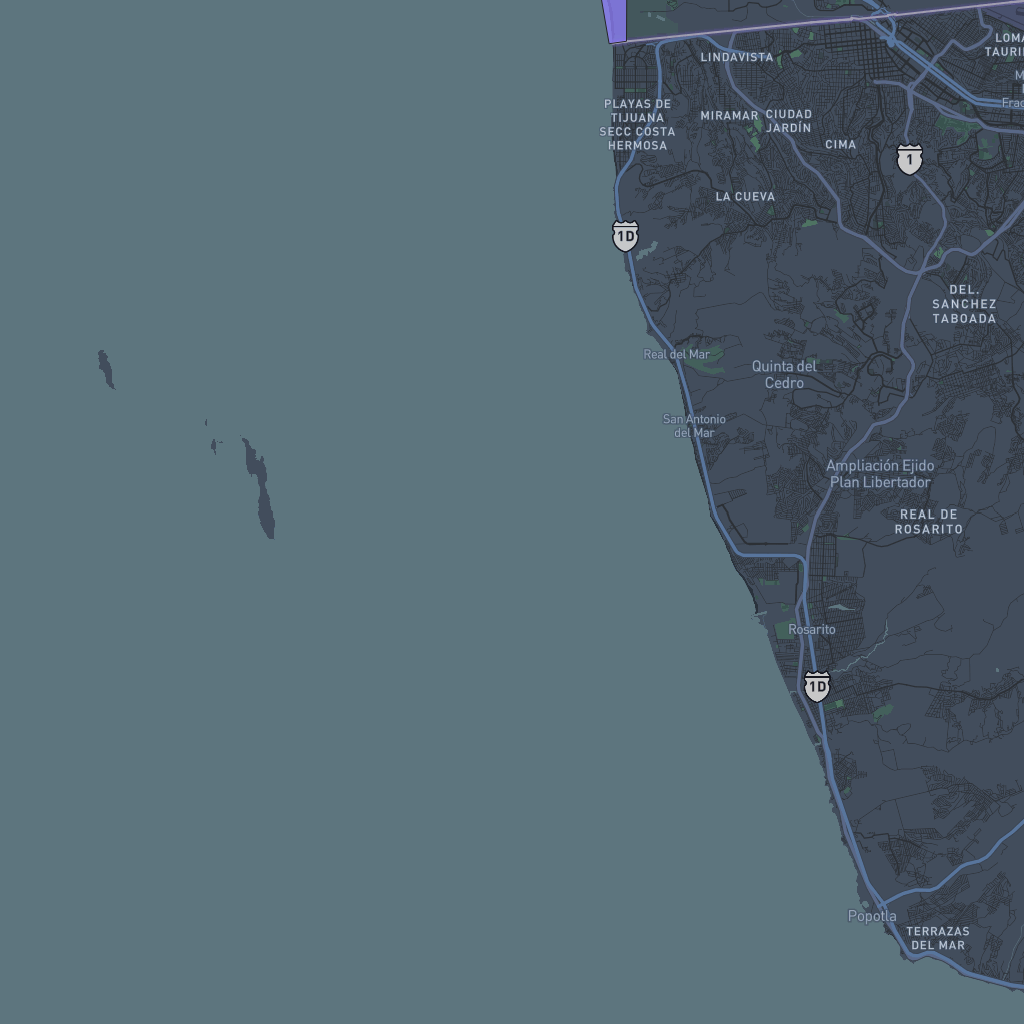 LINDAVISTA
PLAYAS DE
TIJUANA
SECC COSTA
HERMOSA
MIRAMAR
CIUDAD
JARDÍN
CIMA
1
LA CUEVA
1D
DEL.
SANCHEZ
TABOADA
Real del Mar
Quinta del
Cedro
San Antonio
del Mar
Ampliación Ejido
Plan Libertador
REAL DE
ROSARITO
Rosarito
1D
Popotla
TERRAZAS
DEL MAR